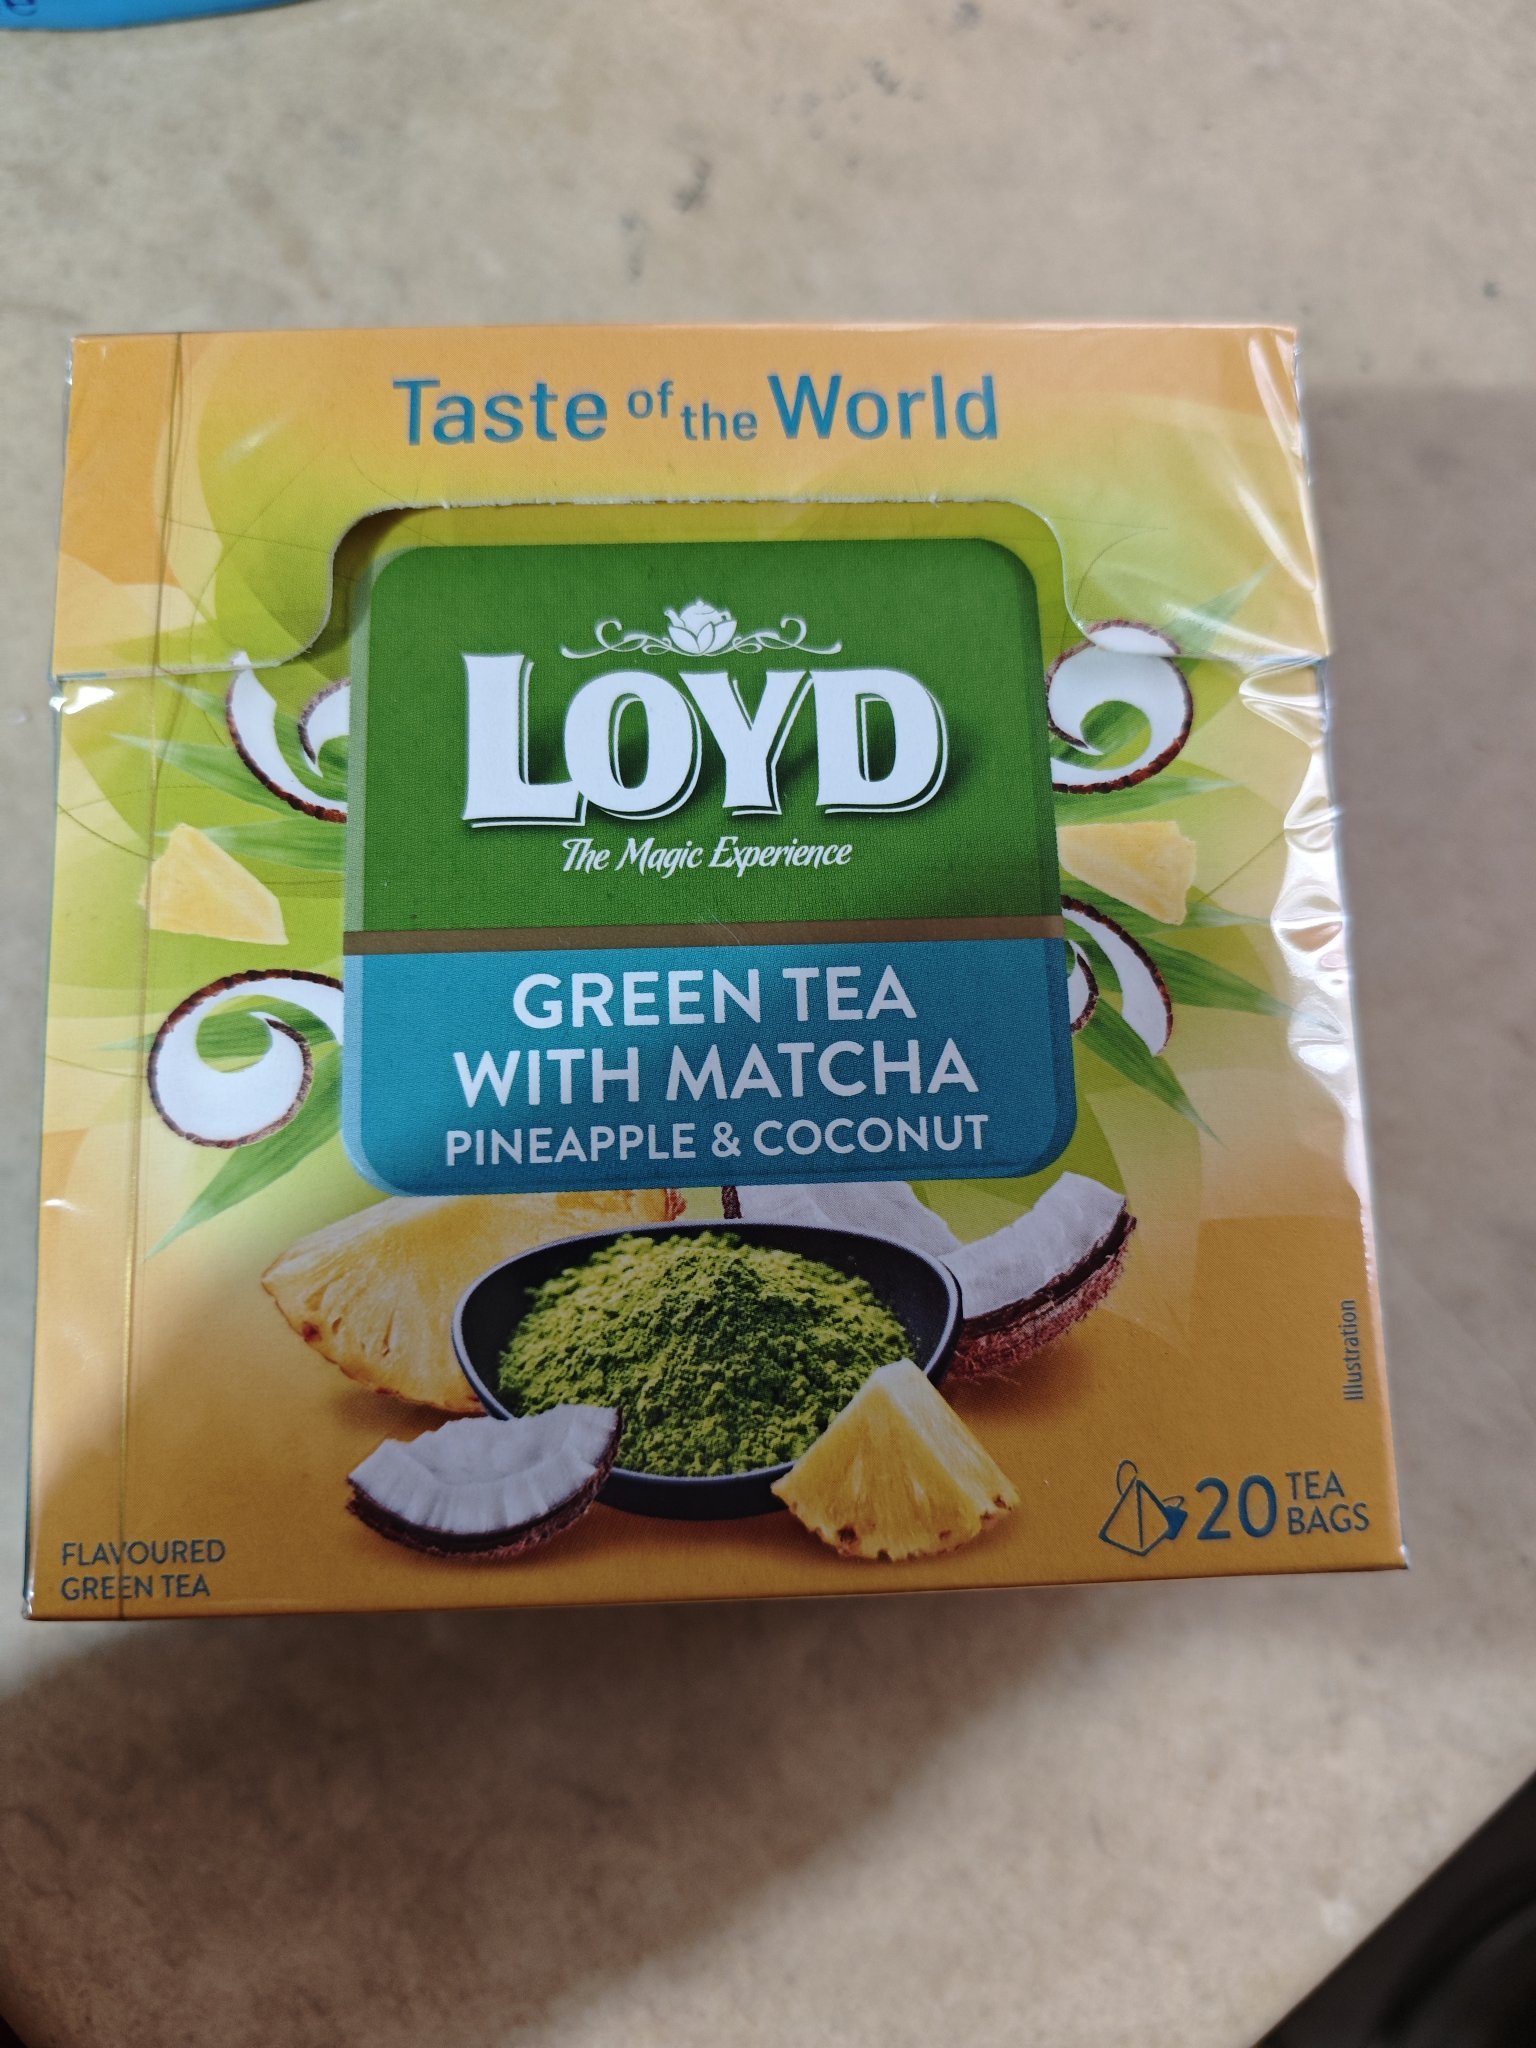 Taste of the World
LOYD
The Magic Experience
GREEN TEA
WITH MATCHA
PINEAPPLE & COCONUT
Illustration
20 TEA
BAGS
FLAVOURED
GREEN TEA